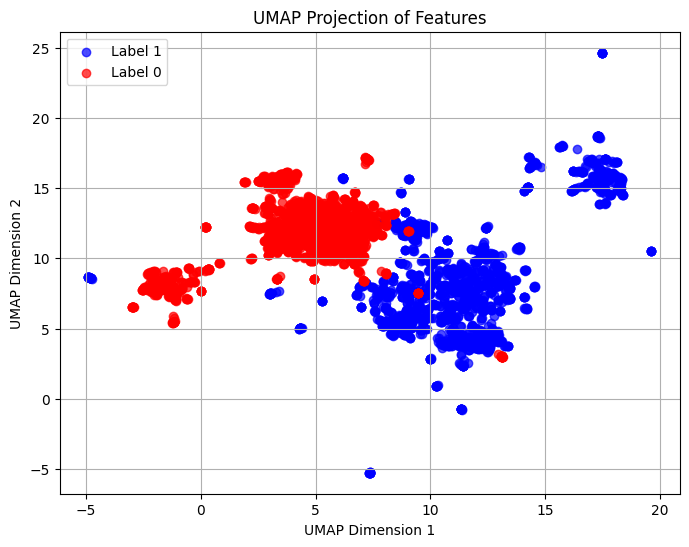 UMAP Projection of Features
Label 1
Label 0
25
20
15
10
5
0
−5
−5
0
5
10
15
20
UMAP Dimension 2
UMAP Dimension 1